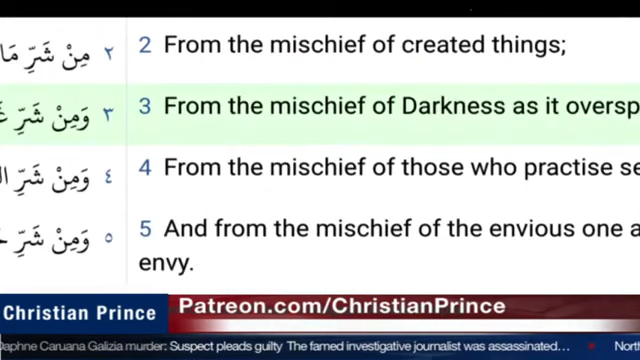 مِنْ شَرِّ مَا ٢ 2 From the mischief of created things;
وَمِنْ شَرِّ ٣ 3 From the mischief of Darkness as it
وَمِنْ شَرِّ ٤ 4 From the mischief of those who practise
وَمِنْ شَرِّ ٥ 5 And from the mischief of the envious one
envy.
Christian Prince Patreon.com/ChristianPrince
Daphne Caruana Galizia murder: Suspect pleads guilty The famed investigative journalist was assassinated...